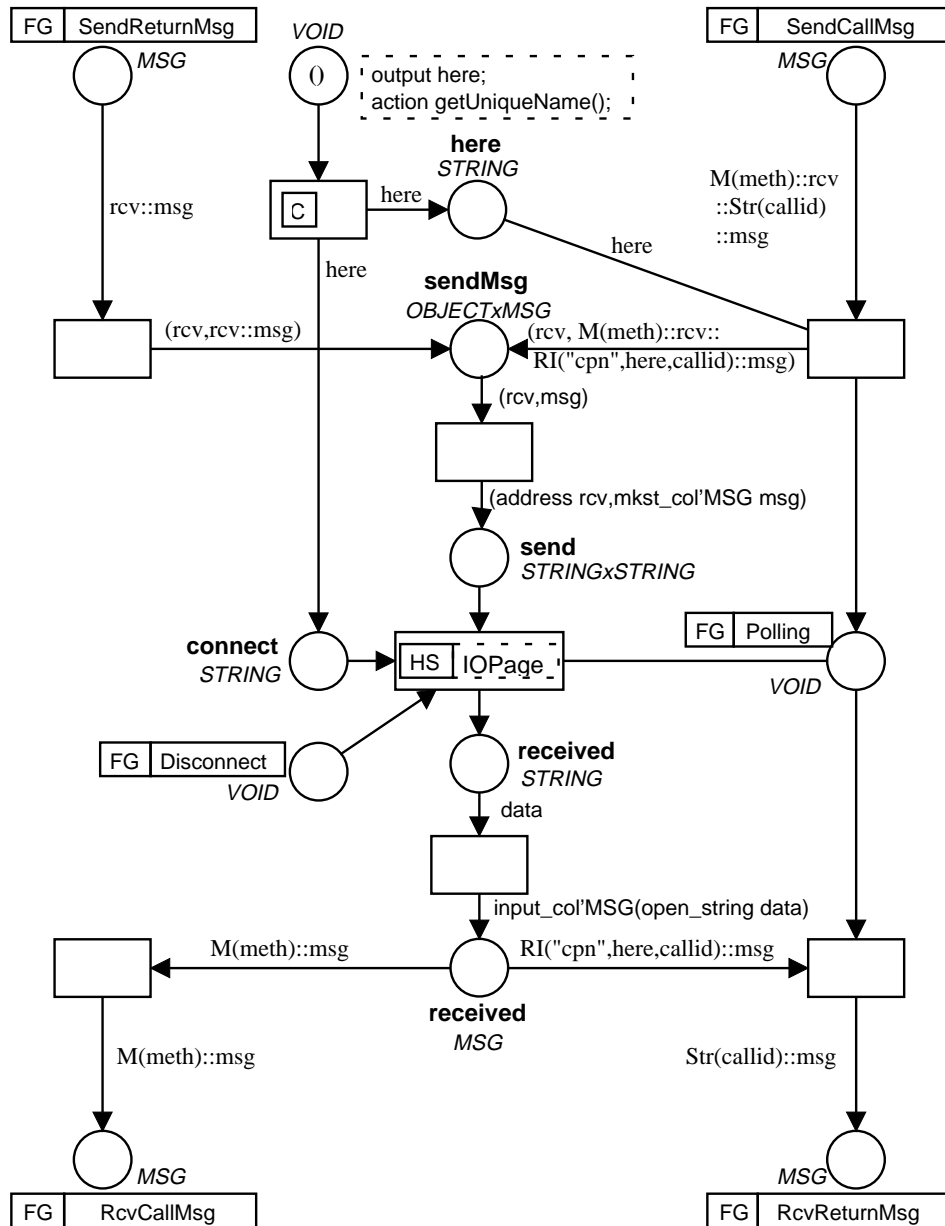 FG SendReturnMsg
VOID
FG SendCallMsg
MSG
()
output here;
action getUniqueName();
MSG
here
STRING
rcv::msg
C
here
M(meth)::rcv
::Str(callid)
::msg
here
here
sendMsg
OBJECTxMSG
(rcv,rcv::msg)
(rcv, M(meth)::rcv::
RI("cpn",here,callid)::msg)
(rcv,msg)
(address rcv,mkst_col'MSG msg)
send
STRINGxSTRING
connect
STRING
HS IOPage
FG Polling
VOID
FG Disconnect
VOID
received
STRING
data
input_col'MSG(open_string data)
M(meth)::msg
RI("cpn",here,callid)::msg
received
MSG
M(meth)::msg
Str(callid)::msg
MSG
MSG
FG RcvCallMsg
FG RcvReturnMsg